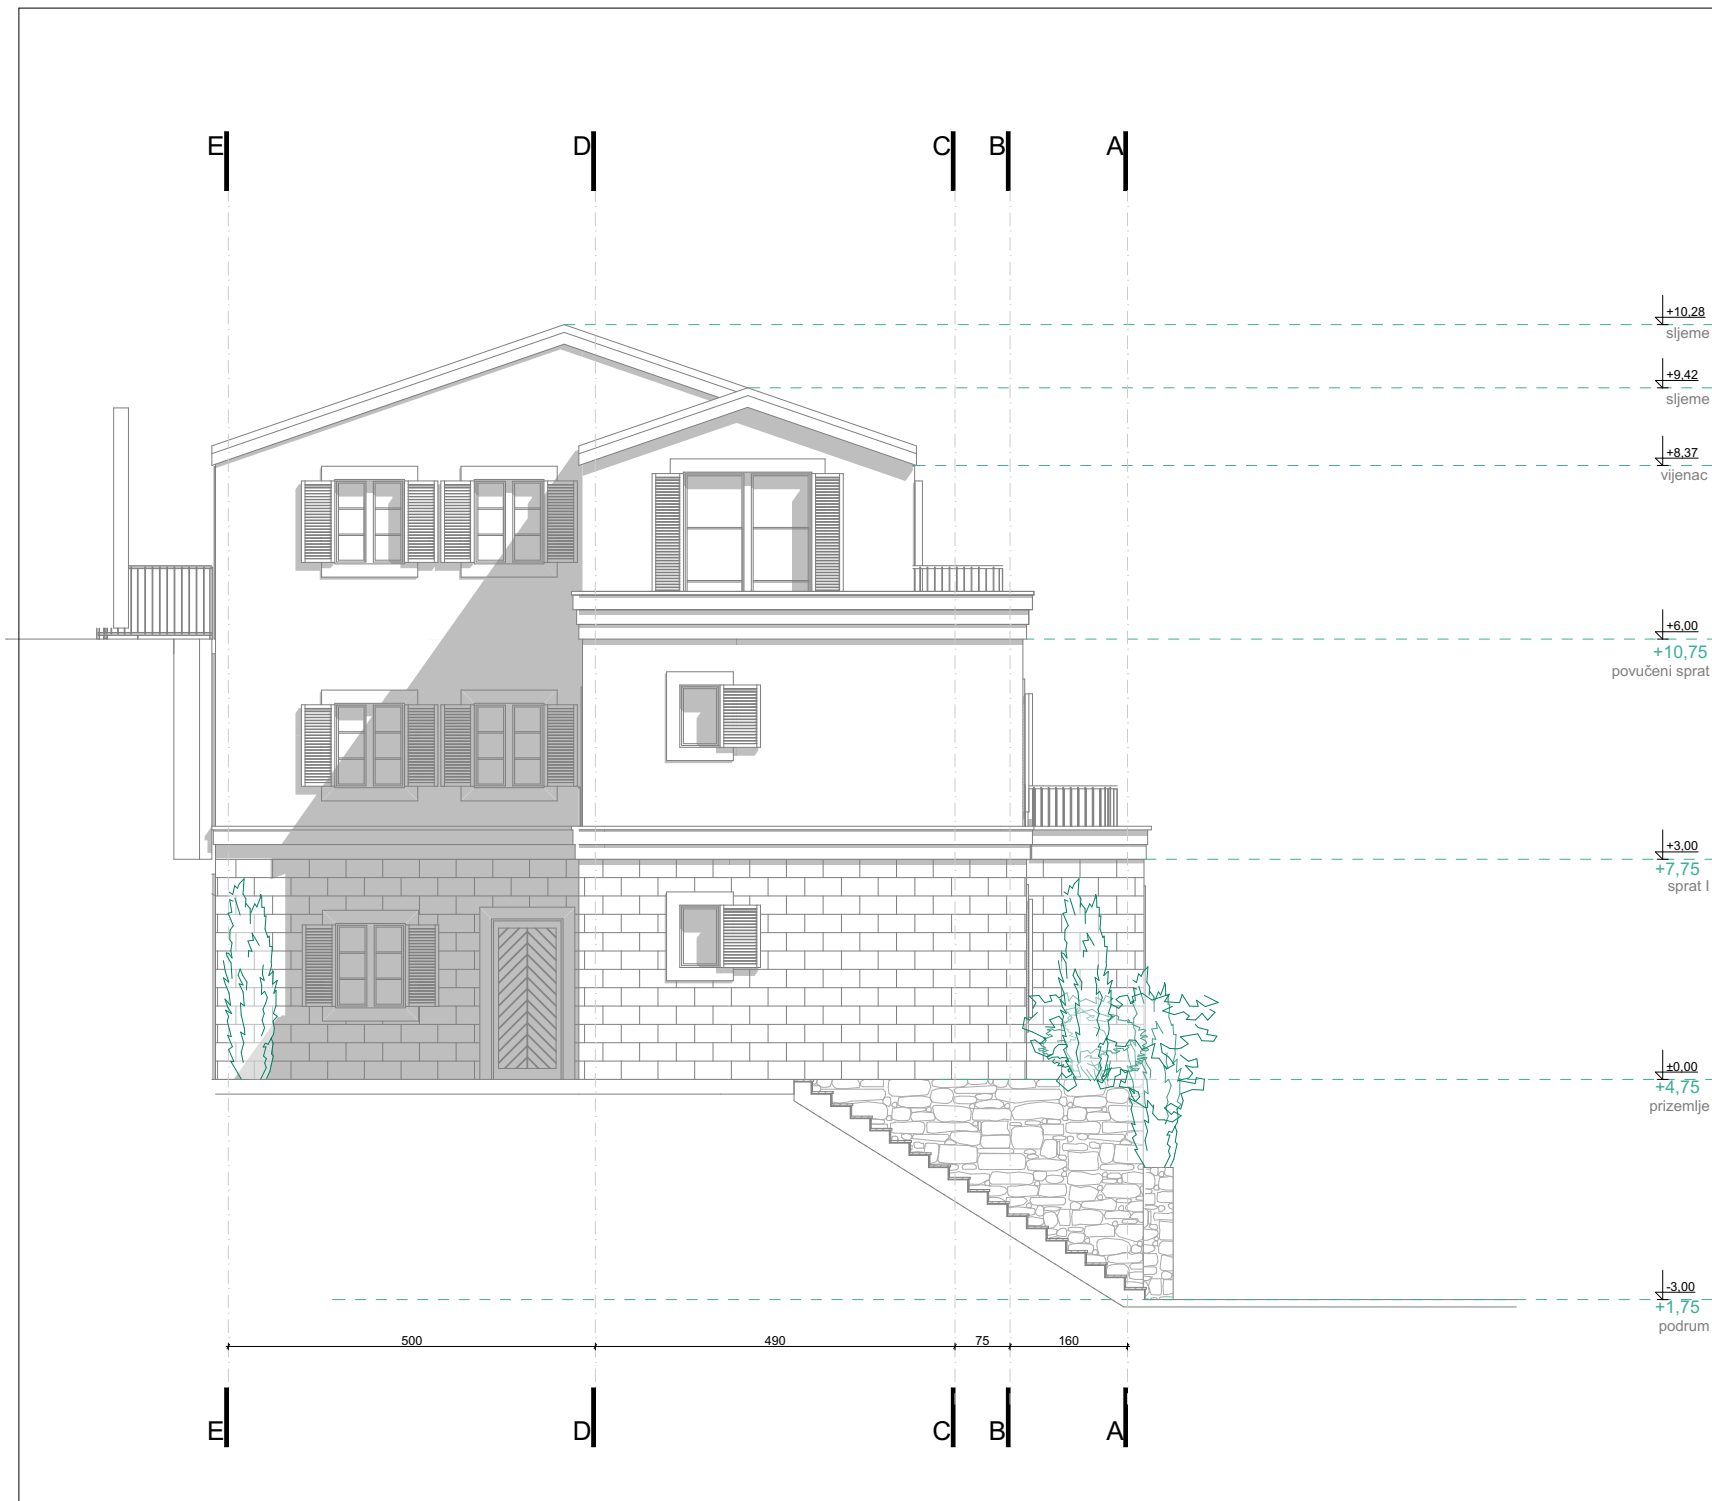 E D C B A
+10,28
sljeme
+9,42
sljeme
+8,37
vijenac
+6,00
+10,75
povučeni sprat
+3,00
+7,75
sprat I
±0,00
+4,75
prizemlje
-3,00
+1,75
podrum
500 490 75 160
E D C B A